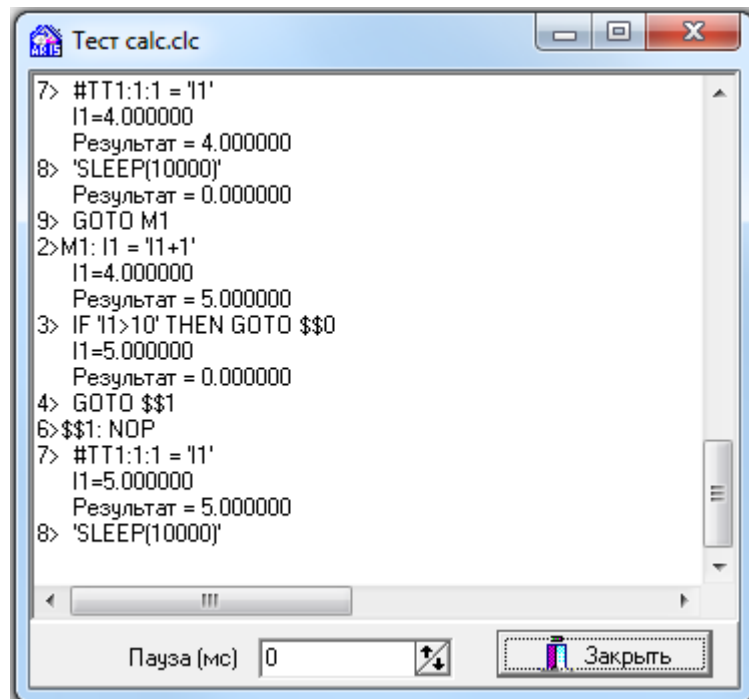 Тест calc.clc
7> #TT1:1:1 = 'I1'
I1=4.000000
Результат = 4.000000
8> 'SLEEP(10000)'
Результат = 0.000000
9> GOTO M1
2>M1: I1 = 'I1+1'
I1=4.000000
Результат = 5.000000
3> IF 'I1>10' THEN GOTO $$0
I1=5.000000
Результат = 0.000000
4> GOTO $$1
6>$$1: NOP
7> #TT1:1:1 = 'I1'
I1=5.000000
Результат = 5.000000
8> 'SLEEP(10000)'
Пауза (мс) 0 Закрыть